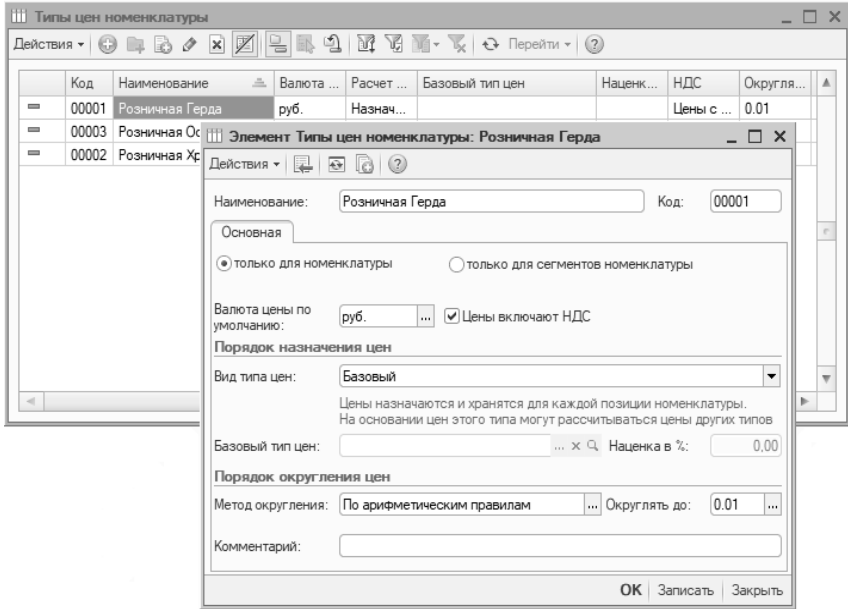 Типы цен номенклатуры
Действия Перейти
Код Наименование Валюта ... Расчет ... Базовый тип цен Наценк... НДС Округля...
00001 Розничная Герда руб. Назнач... Цены с ... 0.01
00003 Розничная Ос
00002 Розничная Хр
Элемент Типы цен номенклатуры: Розничная Герда
Действия
Наименование: Розничная Герда Код: 00001
Основная
только для номенклатуры только для сегментов номенклатуры
Валюта цены по
умолчанию: руб. ... Цены включают НДС
Порядок назначения цен
Вид типа цен: Базовый
Цены назначаются и хранятся для каждой позиции номенклатуры.
На основании цен этого типа могут рассчитываться цены других типов
Базовый тип цен: ... Наценка в %: 0,00
Порядок округления цен
Метод округления: По арифметическим правилам ... Округлять до: 0.01 ...
Комментарий:
OK Записать Закрыть